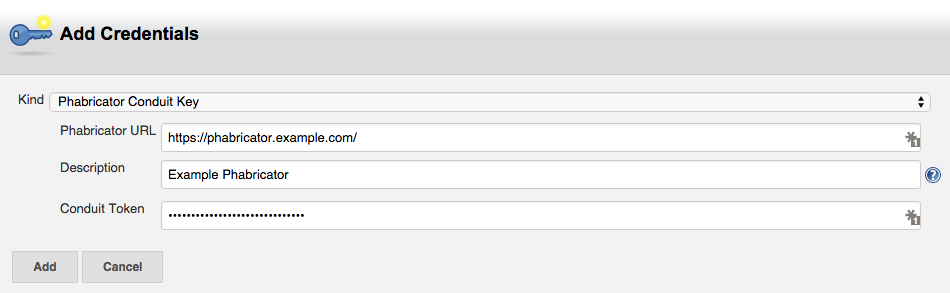 Add Credentials
Kind Phabricator Conduit Key
Phabricator URL https://phabricator.example.com/
Description Example Phabricator
Conduit Token ••••••••••••••••••••••••••••••
Add Cancel